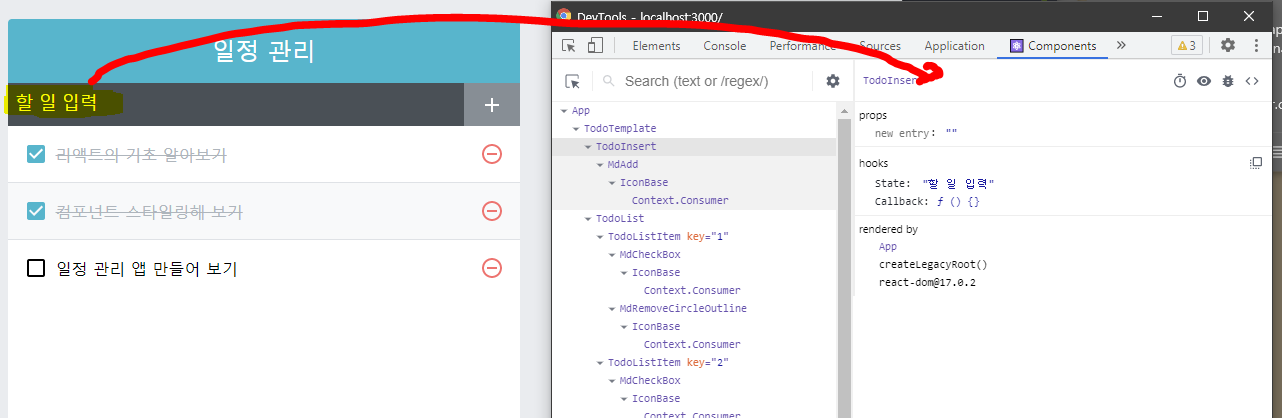 일정 관리
할 일 입력
리액트의 기초 알아보기
컴포넌트 스타일링해 보기
일정 관리 앱 만들어 보기
DevTools - localhost:3000/
Elements Console Performance Sources Application Components 3
Search (text or /regex/)
App
TodoTemplate
TodoInsert
MdAdd
IconBase
Context.Consumer
TodoList
TodoListItem key="1"
MdCheckBox
IconBase
Context.Consumer
MdRemoveCircleOutline
IconBase
Context.Consumer
TodoListItem key="2"
MdCheckBox
IconBase
Context.Consumer
TodoInsert
props
new entry: ""
hooks
State: "할 일 입력"
Callback: ƒ () {}
rendered by
App
createLegacyRoot()
react-dom@17.0.2